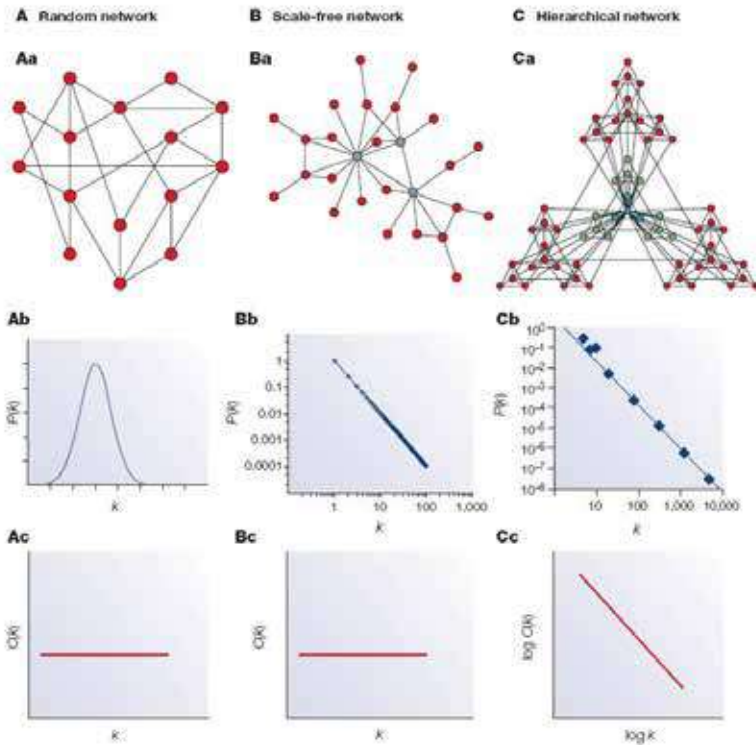 A Random network
B Scale-free network
C Hierarchical network
Aa
Ba
Ca
Ab
P(k)
k
Bb
1
0.1
0.01
0.001
0.0001
P(k)
1
10
100
1,000
k
Cb
10⁰
10⁻¹
10⁻²
10⁻³
10⁻⁴
10⁻⁵
10⁻⁶
10⁻⁷
10⁻⁸
P(k)
10
100
1,000
10,000
k
Ac
C(k)
k
Bc
C(k)
k
Cc
log C(k)
log k